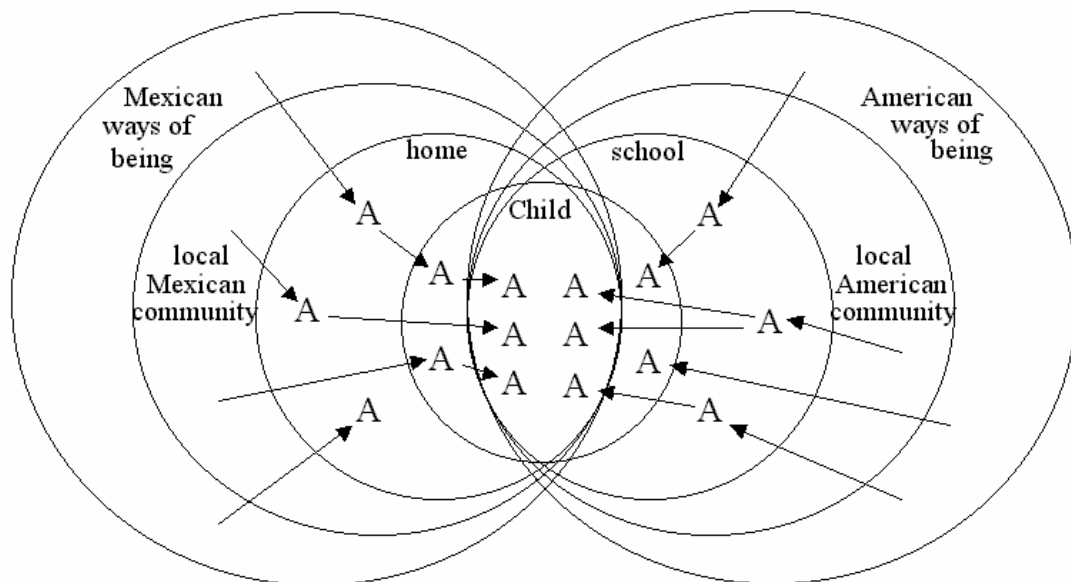 Mexican
ways of
being
home
school
American
ways of
being
Child
A
A
local
Mexican
community
A
A
A
A
A
A
local
American
community
A
A
A
A
A
A
A
A